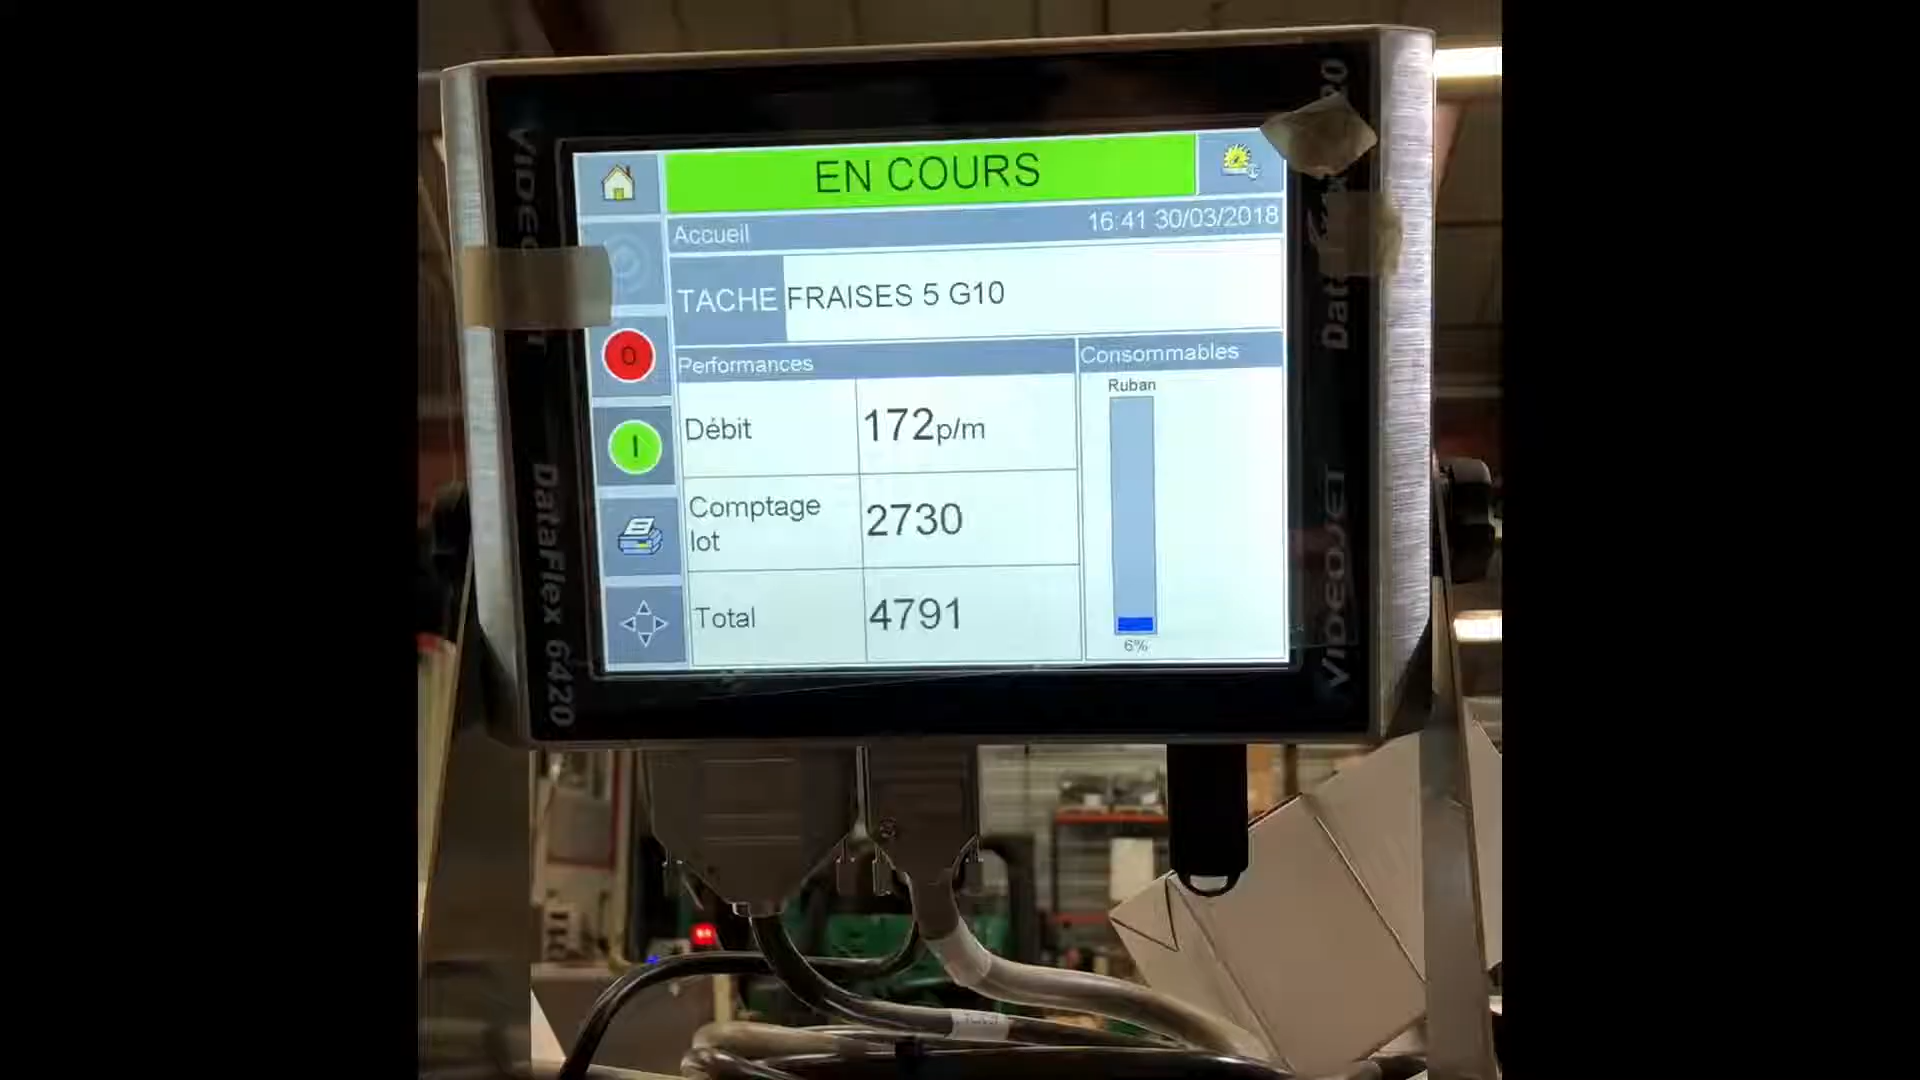 EN COURS
Accueil
16:41 30/03/2018
TACHE
FRAISES 5 G10
Performances
Consommables
Ruban
Débit
172p/m
Comptage
lot
2730
Total
4791
6%
O
I
DataFlex 6420
VIDEOJET